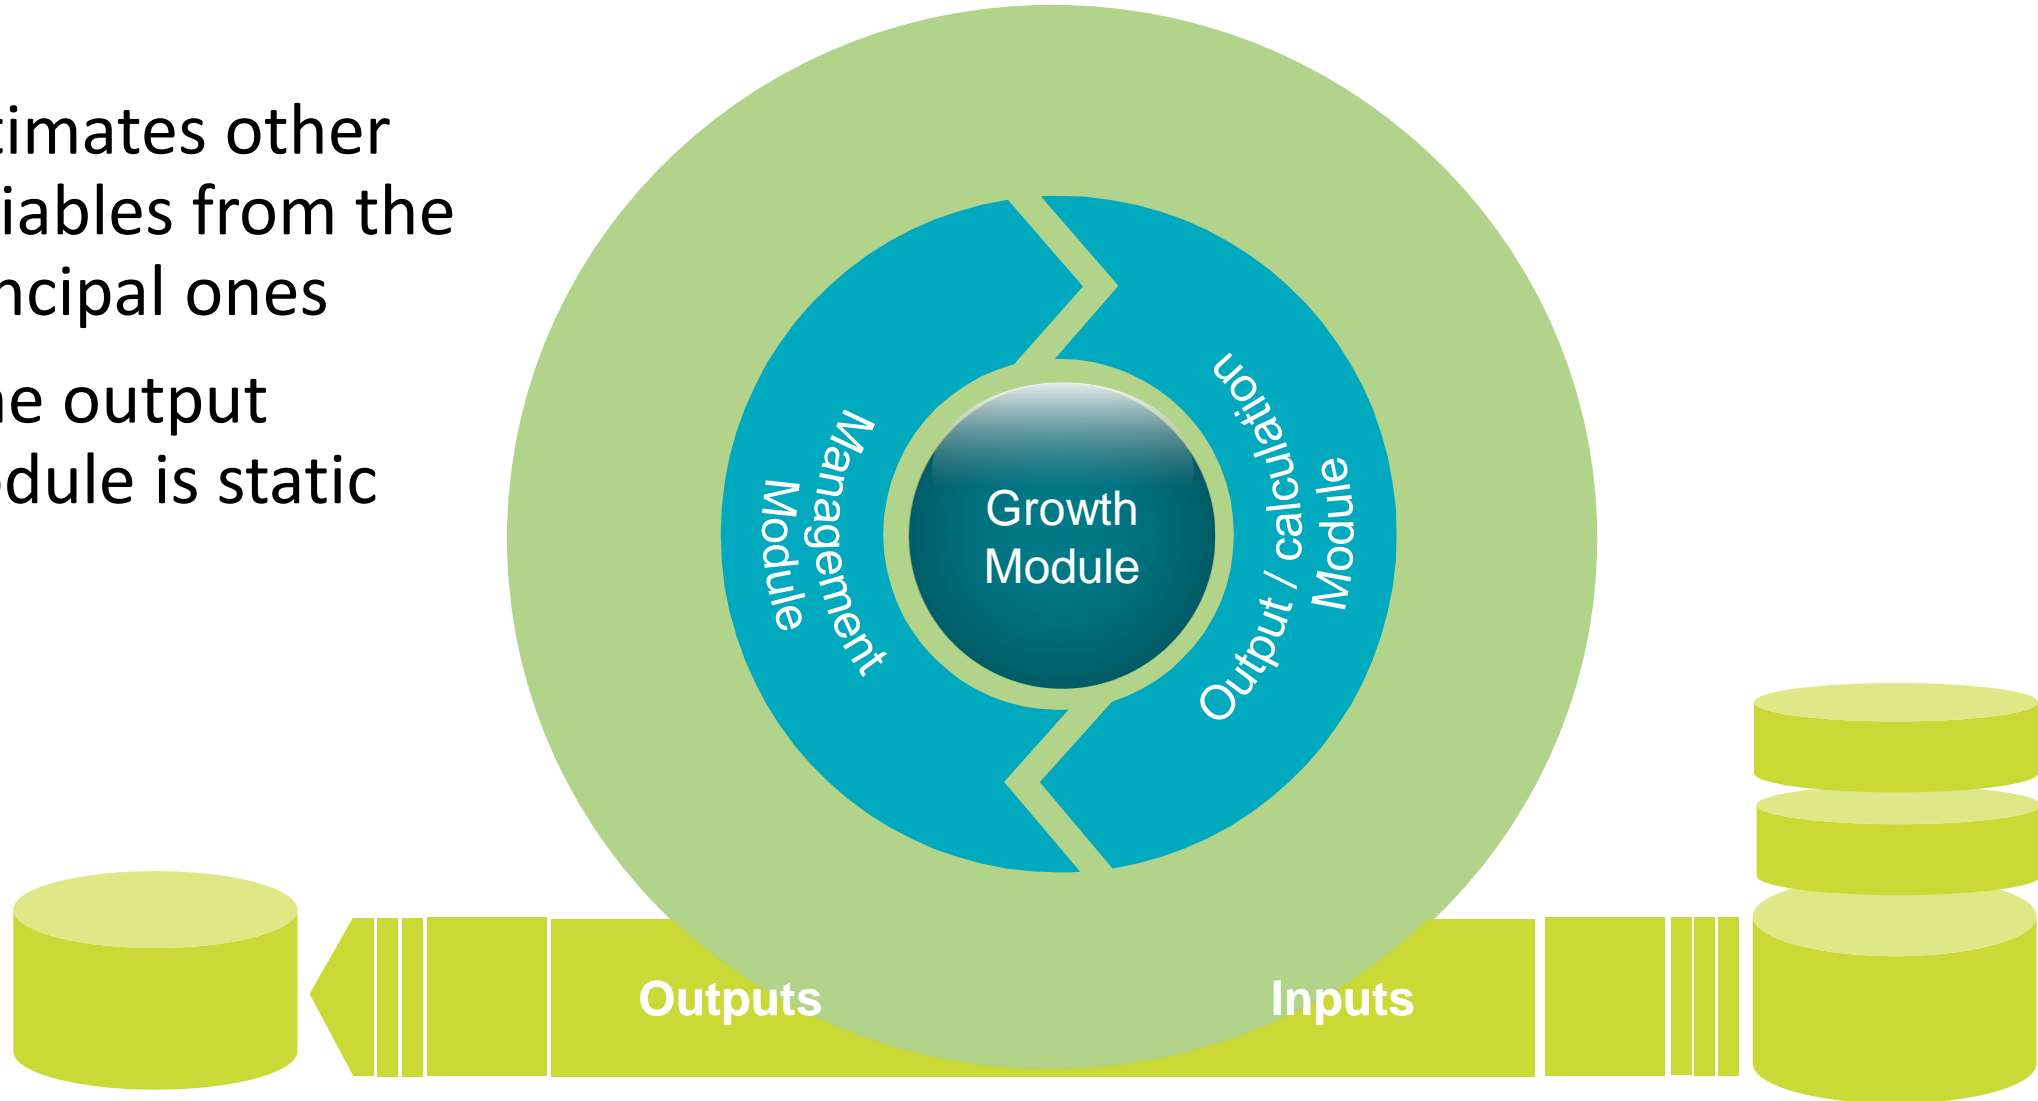 timates other
iables from the
ncipal ones
ne output
dule is static
Management
Module
Growth
Module
Output / calculation
Module
Outputs
Inputs